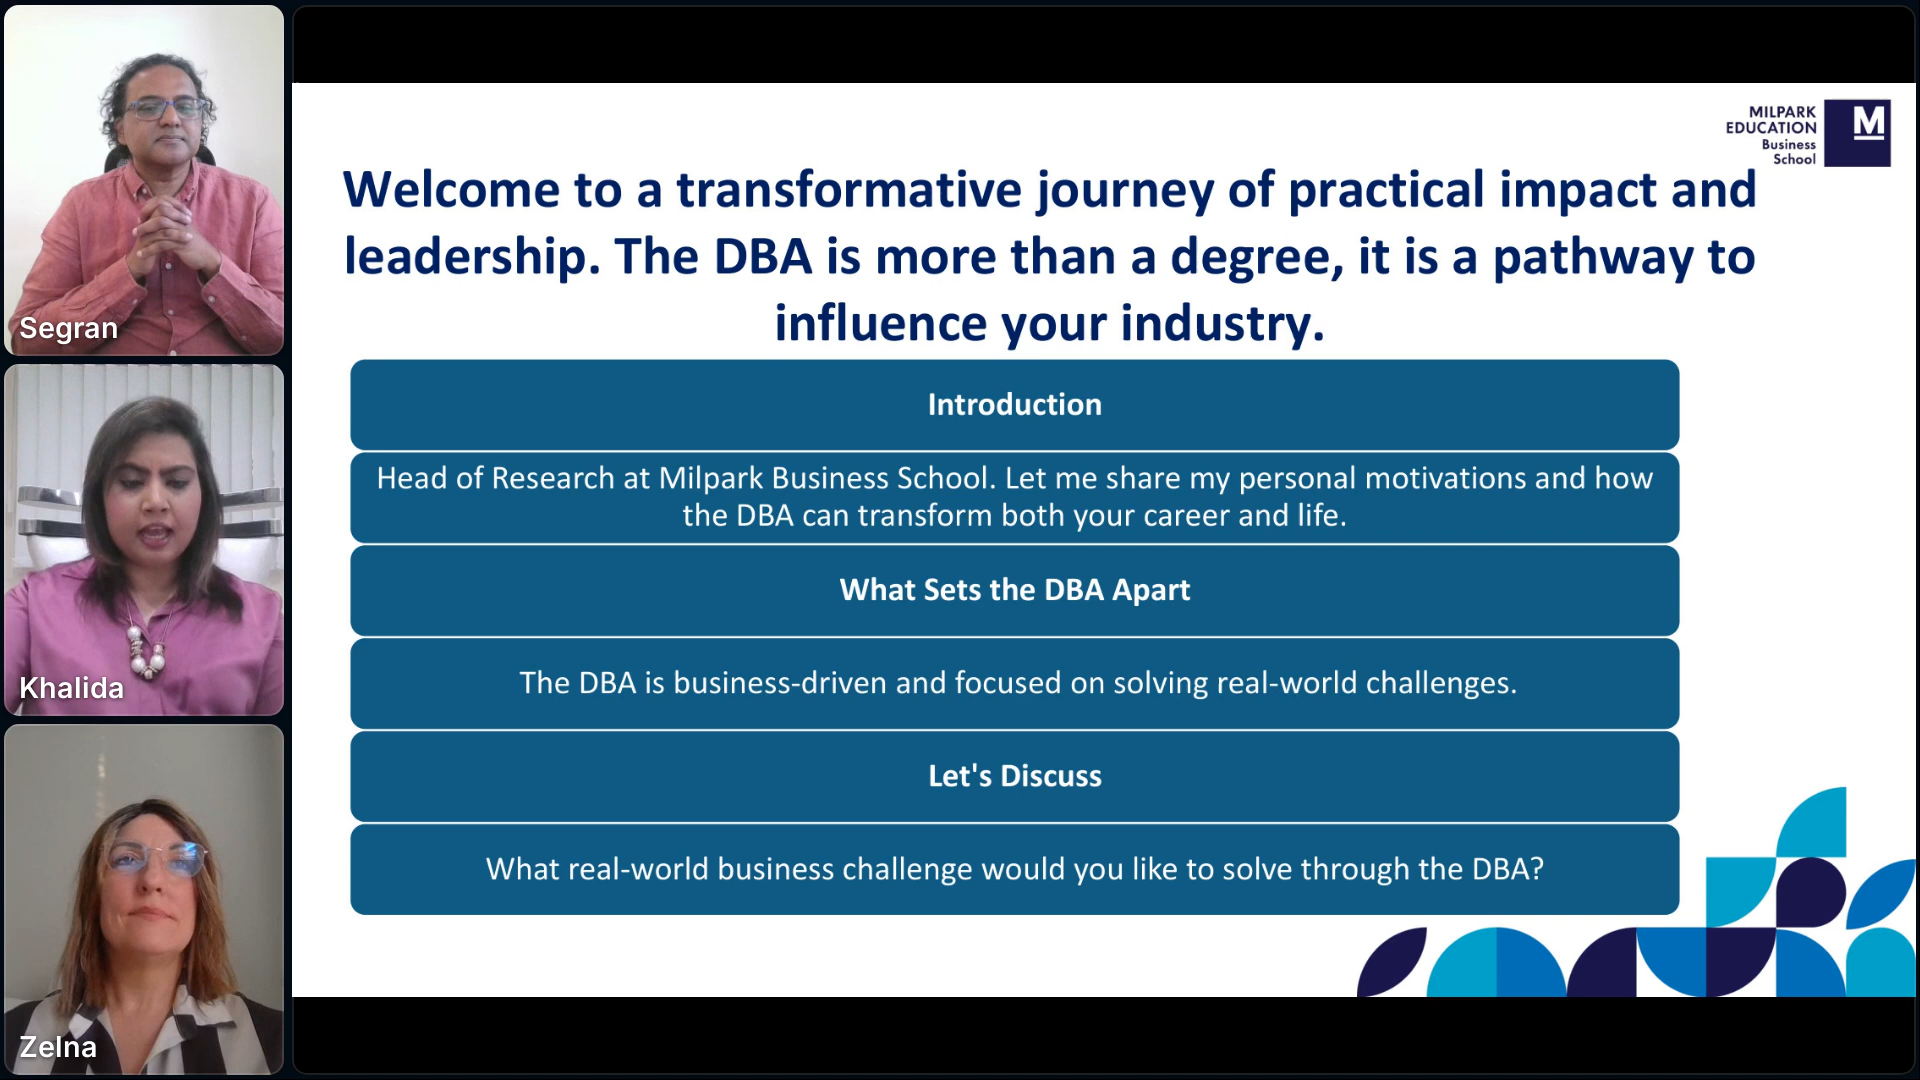 Segran
Khalida
Zelna
MILPARK
EDUCATION
Business
School
M
Welcome to a transformative journey of practical impact and
leadership. The DBA is more than a degree, it is a pathway to
influence your industry.
Introduction
Head of Research at Milpark Business School. Let me share my personal motivations and how
the DBA can transform both your career and life.
What Sets the DBA Apart
The DBA is business-driven and focused on solving real-world challenges.
Let's Discuss
What real-world business challenge would you like to solve through the DBA?